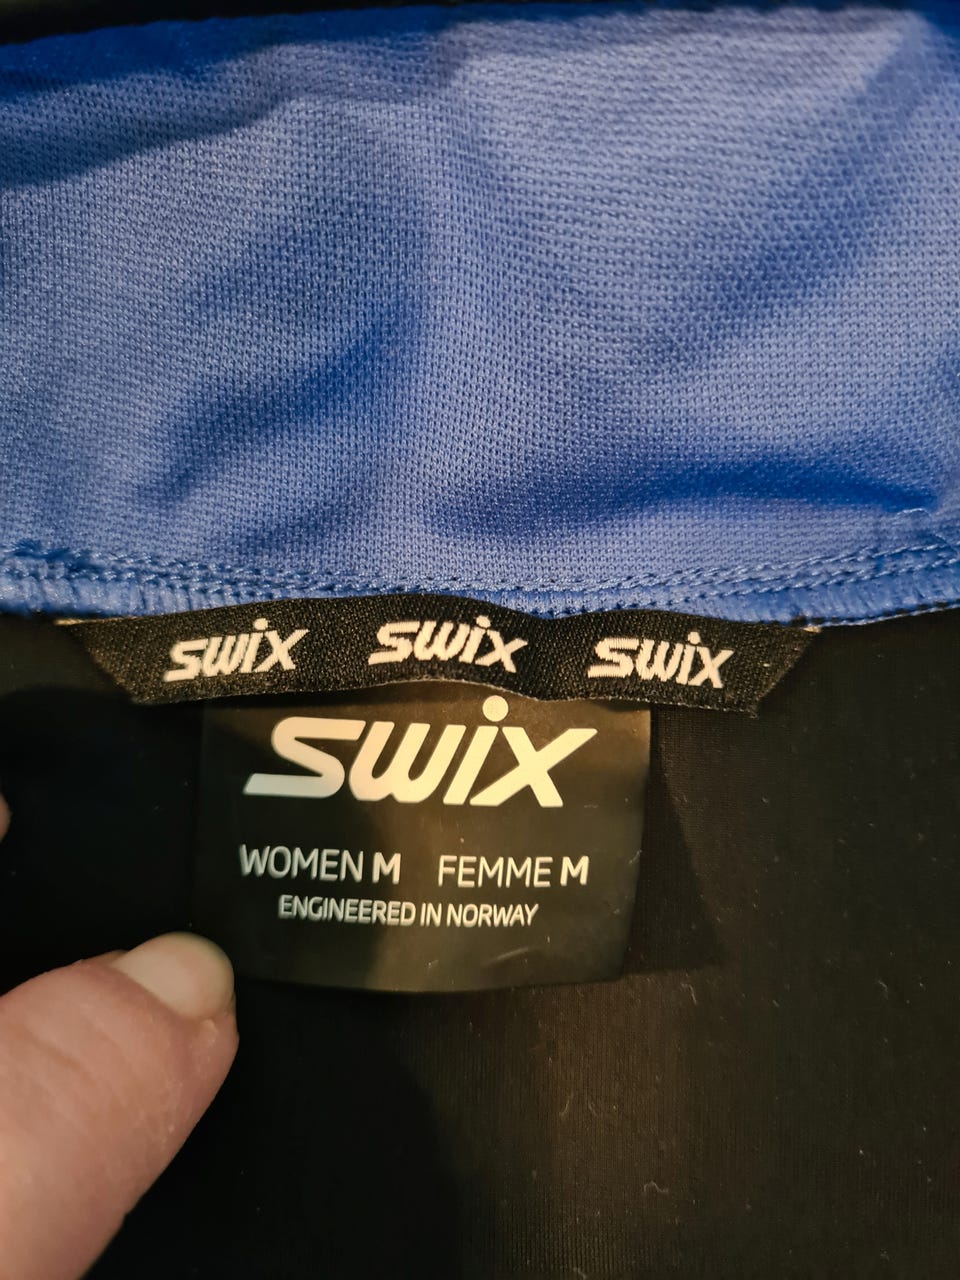 swix swix swix
swix
WOMEN M FEMME M
ENGINEERED IN NORWAY